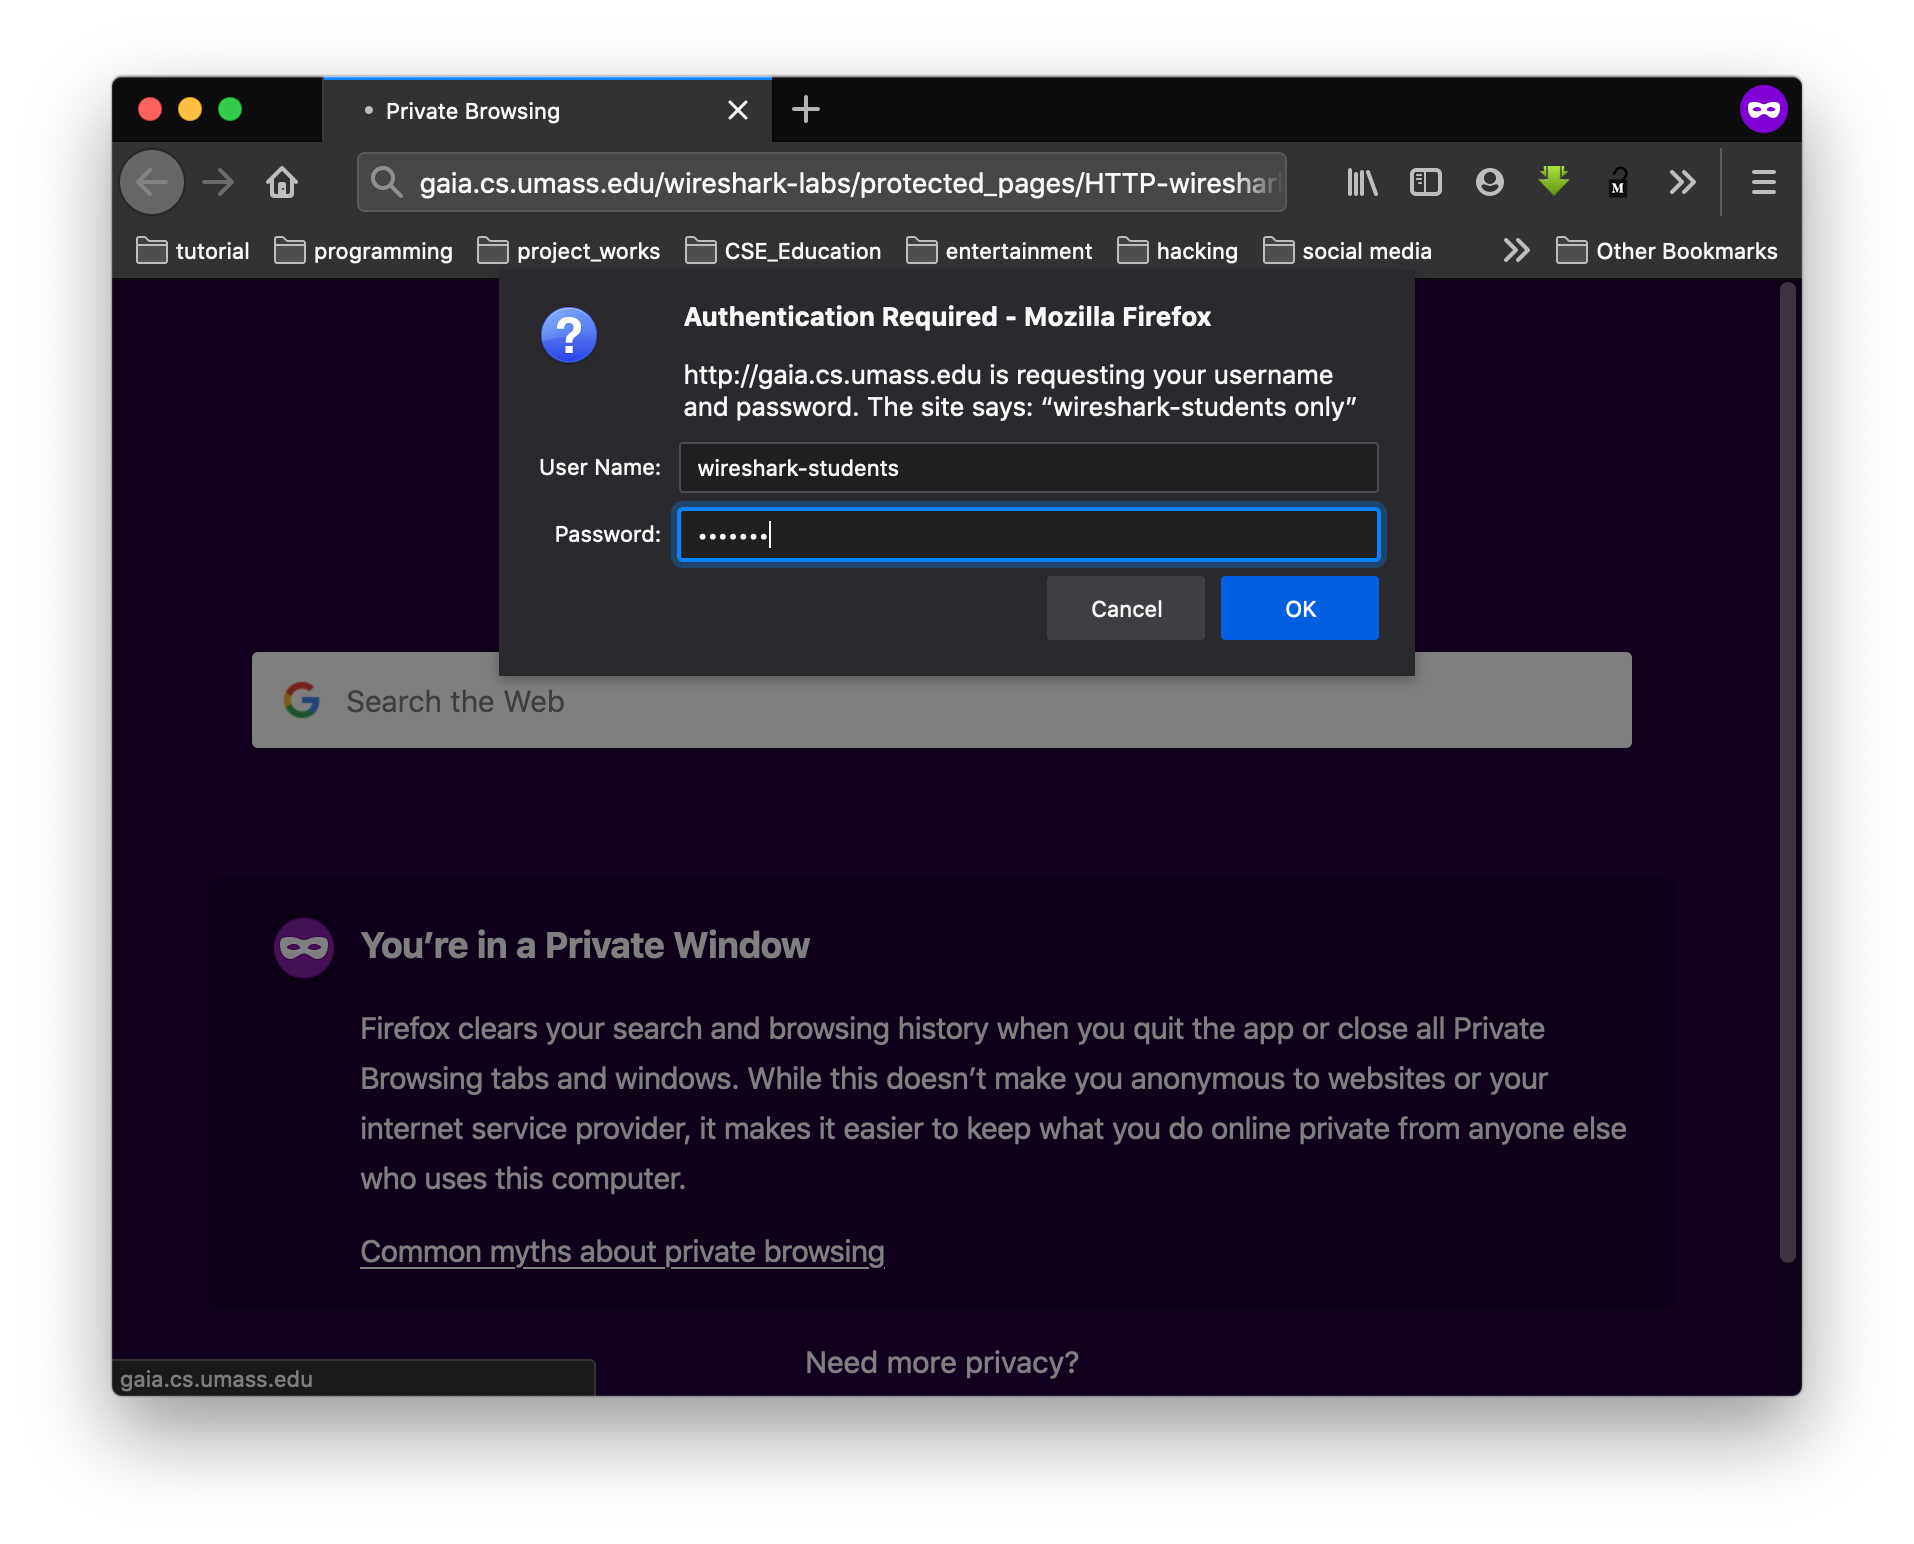 Private Browsing
gaia.cs.umass.edu/wireshark-labs/protected_pages/HTTP-wireshar
M
tutorial programming project_works CSE_Education entertainment hacking social media Other Bookmarks
Authentication Required - Mozilla Firefox
?
http://gaia.cs.umass.edu is requesting your username
and password. The site says: “wireshark-students only”
User Name: wireshark-students
Password: •••••••
Cancel OK
G Search the Web
You’re in a Private Window
Firefox clears your search and browsing history when you quit the app or close all Private
Browsing tabs and windows. While this doesn’t make you anonymous to websites or your
internet service provider, it makes it easier to keep what you do online private from anyone else
who uses this computer.
Common myths about private browsing
Need more privacy?
gaia.cs.umass.edu